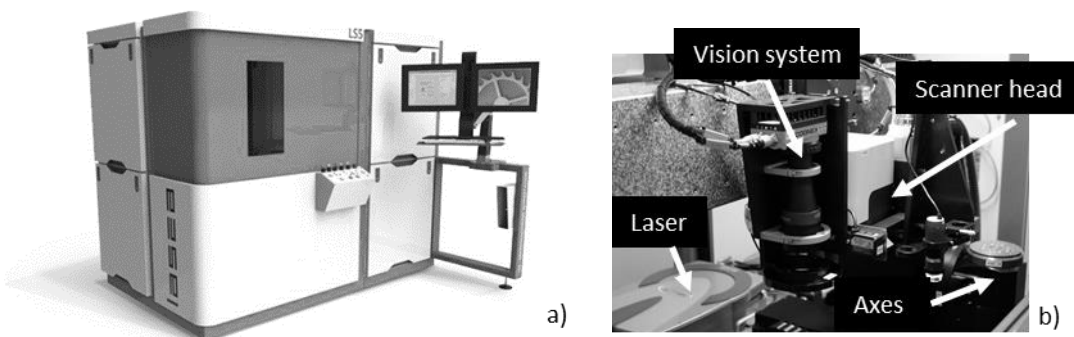 LS5
a)
Vision system
Scanner head
Laser
Axes
b)